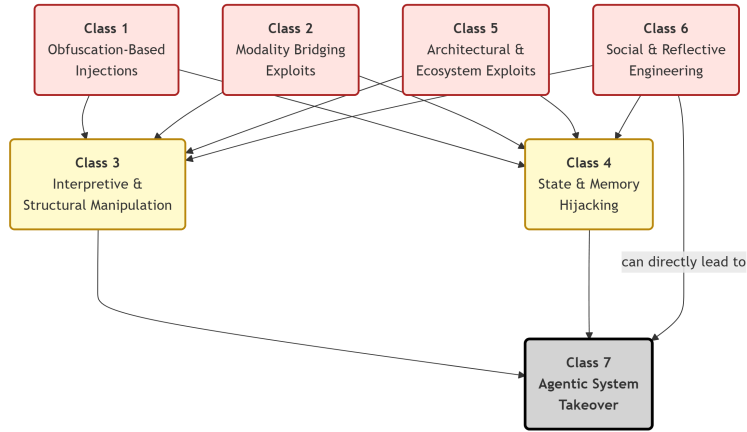 Class 1
Obfuscation-Based
Injections
Class 2
Modality Bridging
Exploits
Class 5
Architectural &
Ecosystem Exploits
Class 6
Social & Reflective
Engineering
Class 3
Interpretive &
Structural Manipulation
Class 4
State & Memory
Hijacking
can directly lead to
Class 7
Agentic System
Takeover